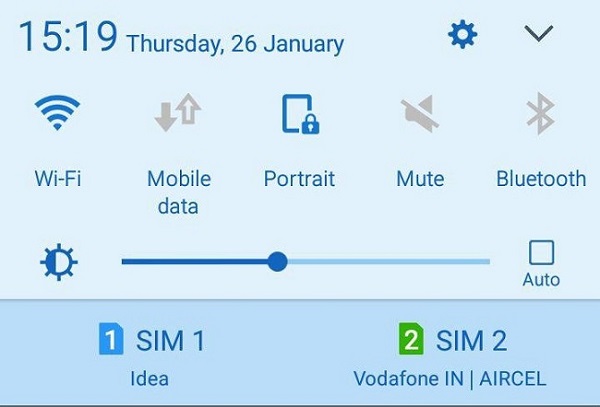 15:19 Thursday, 26 January
Wi-Fi Mobile data Portrait Mute Bluetooth
Auto
1 SIM 1 2 SIM 2
Idea Vodafone IN | AIRCEL